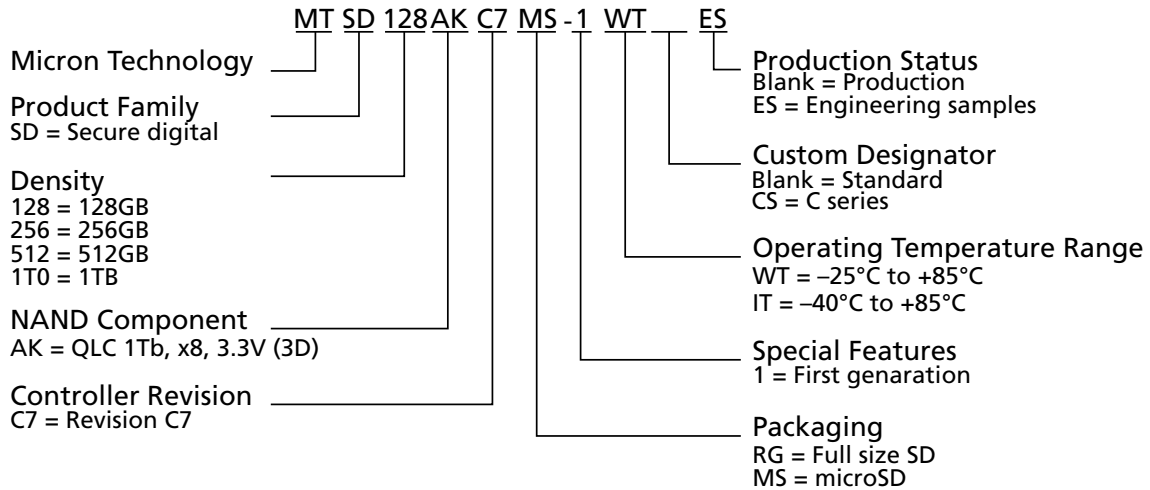 MT SD 128 AK C7 MS -1 WT ES
Micron Technology
Product Family
SD = Secure digital
Density
128 = 128GB
256 = 256GB
512 = 512GB
1T0 = 1TB
NAND Component
AK = QLC 1Tb, x8, 3.3V (3D)
Controller Revision
C7 = Revision C7
Production Status
Blank = Production
ES = Engineering samples
Custom Designator
Blank = Standard
CS = C series
Operating Temperature Range
WT = –25°C to +85°C
IT = –40°C to +85°C
Special Features
1 = First genaration
Packaging
RG = Full size SD
MS = microSD